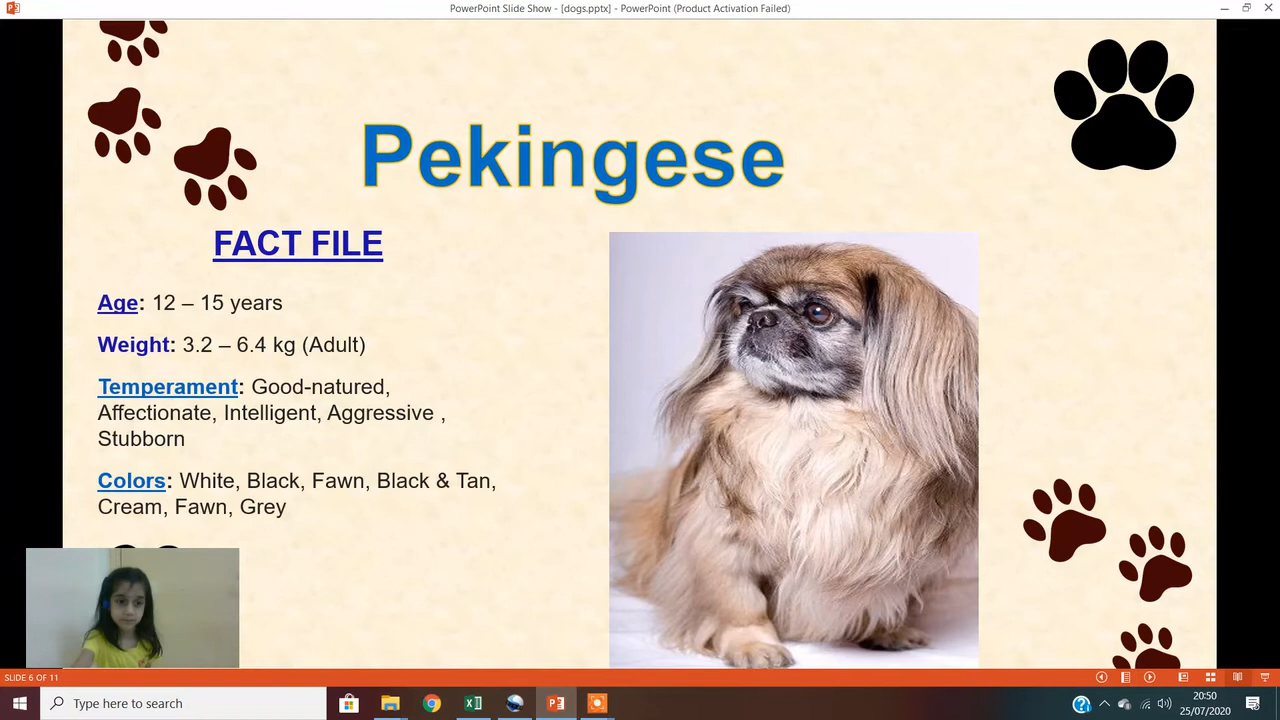 PowerPoint Slide Show - [dogs.pptx] - PowerPoint (Product Activation Failed)
Pekingese
FACT FILE
Age: 12 – 15 years
Weight: 3.2 – 6.4 kg (Adult)
Temperament: Good-natured,
Affectionate, Intelligent, Aggressive ,
Stubborn
Colors: White, Black, Fawn, Black & Tan,
Cream, Fawn, Grey
SLIDE 6 OF 11
Type here to search
20:50
25/07/2020